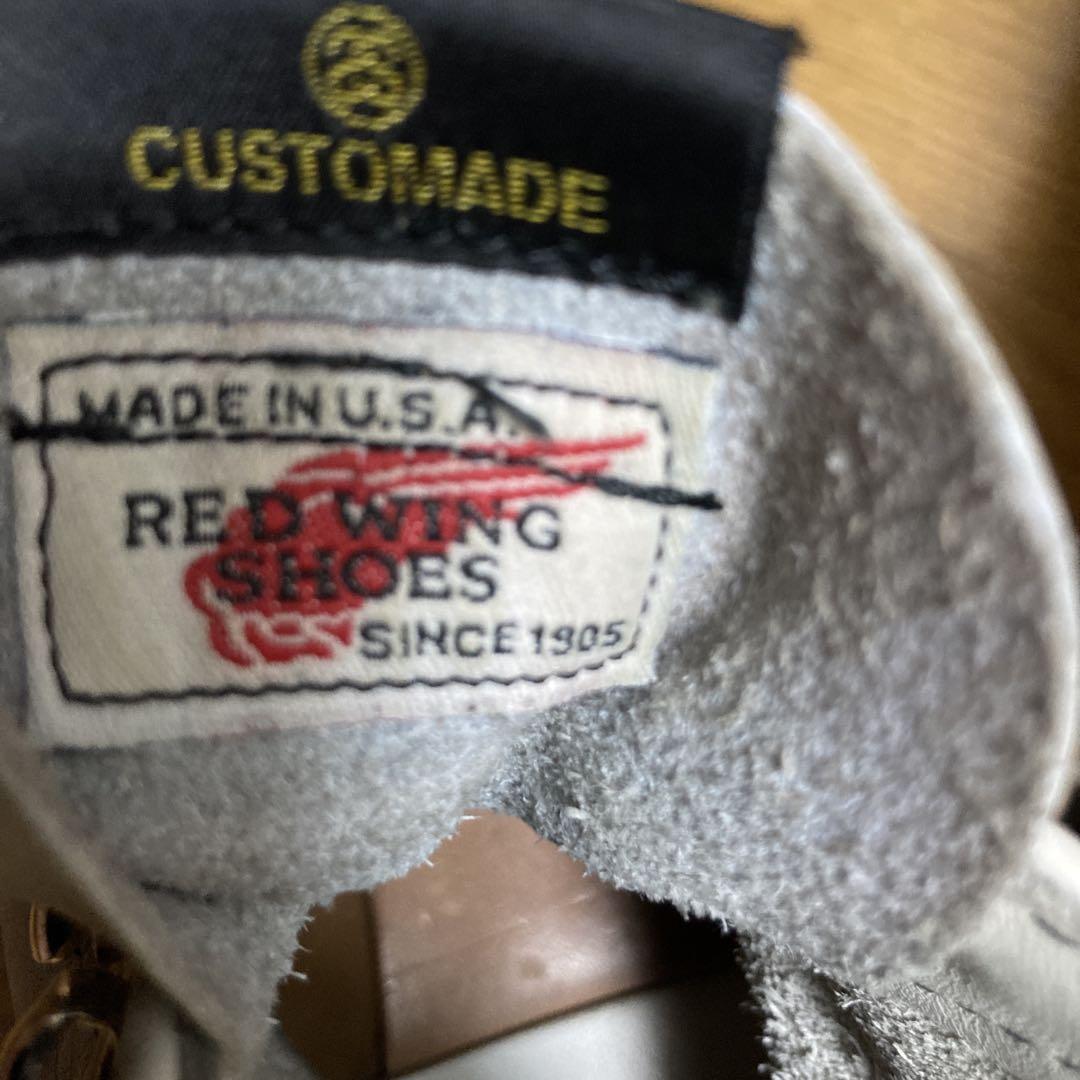 CUSTOMADE
MADE IN U.S.A.
RED WING
SHOES
SINCE 1905